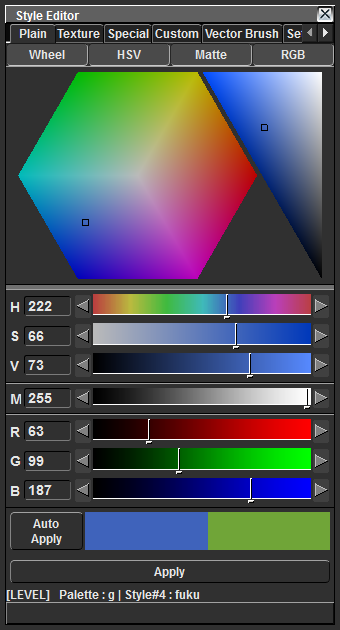 Style Editor
Plain Texture Special Custom Vector Brush Se
Wheel HSV Matte RGB
H 222
S 66
V 73
M 255
R 63
G 99
B 187
Auto
Apply
Apply
[LEVEL] Palette : g | Style#4 : fuku